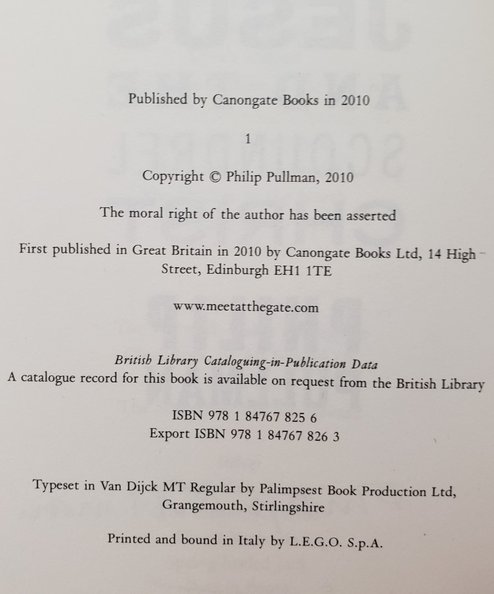 Published by Canongate Books in 2010
1
Copyright © Philip Pullman, 2010
The moral right of the author has been asserted
First published in Great Britain in 2010 by Canongate Books Ltd, 14 High
Street, Edinburgh EH1 1TE
www.meetatthegate.com
British Library Cataloguing-in-Publication Data
A catalogue record for this book is available on request from the British Library
ISBN 978 1 84767 825 6
Export ISBN 978 1 84767 826 3
Typeset in Van Dijck MT Regular by Palimpsest Book Production Ltd,
Grangemouth, Stirlingshire
Printed and bound in Italy by L.E.G.O. S.p.A.